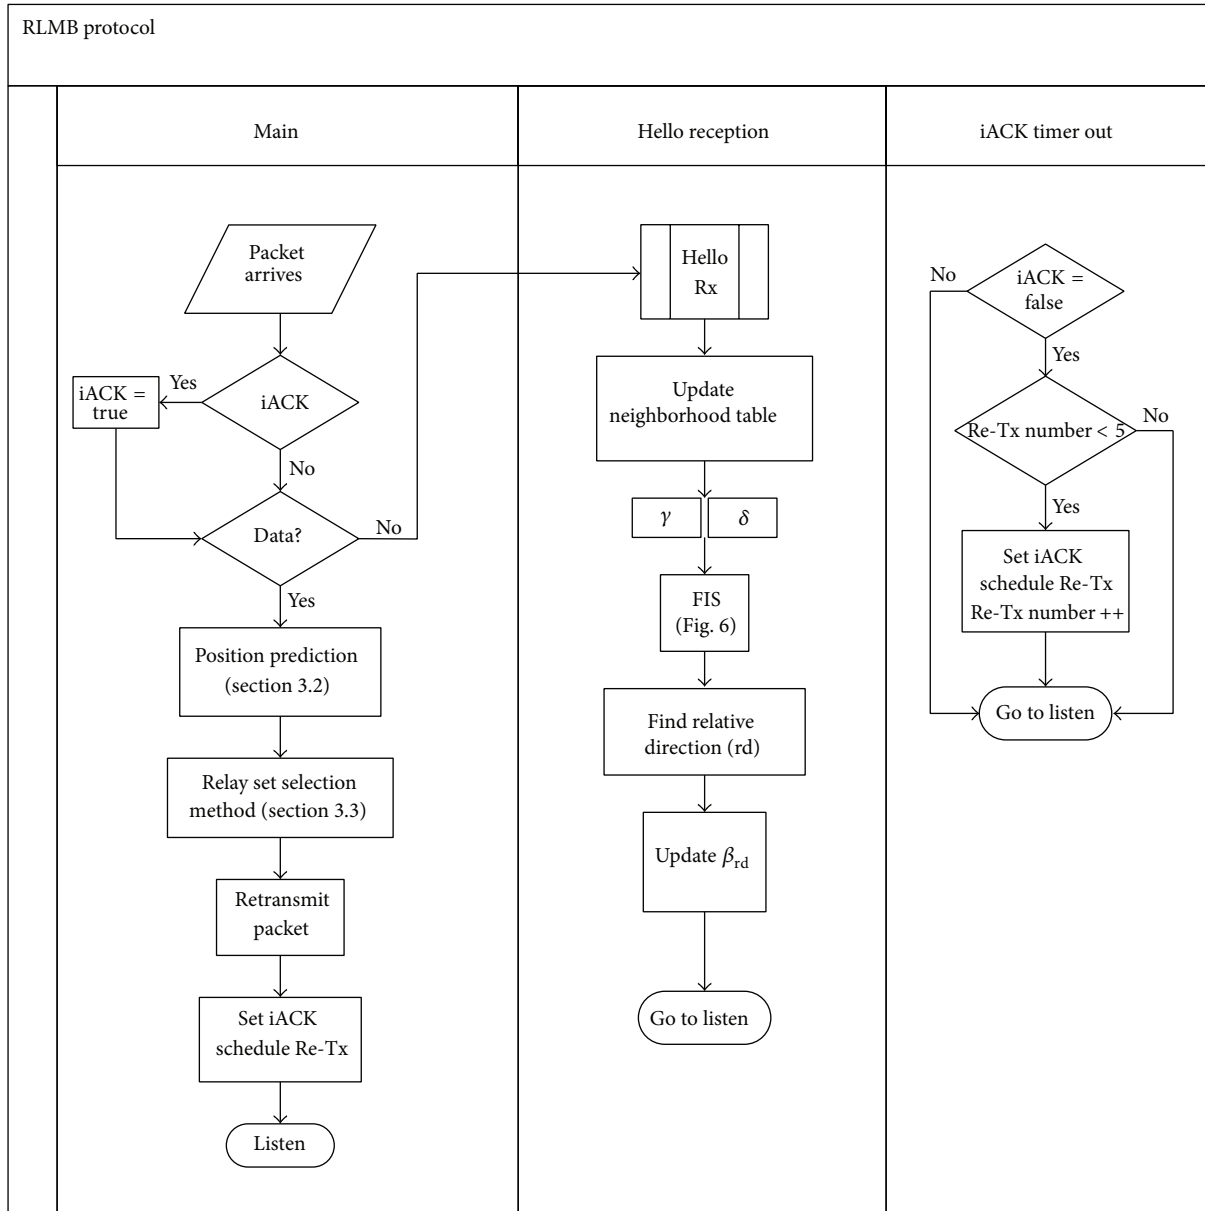 RLMB protocol
Main
Hello reception
iACK timer out
Packet
arrives
iACK
Yes
iACK =
true
No
Data?
No
Yes
Position prediction
(section 3.2)
Relay set selection
method (section 3.3)
Retransmit
packet
Set iACK
schedule Re-Tx
Listen
Hello
Rx
Update
neighborhood table
γ
δ
FIS
(Fig. 6)
Find relative
direction (rd)
Update βrd
Go to listen
iACK =
false
No
Yes
Re-Tx number < 5
No
Yes
Set iACK
schedule Re-Tx
Re-Tx number ++
Go to listen